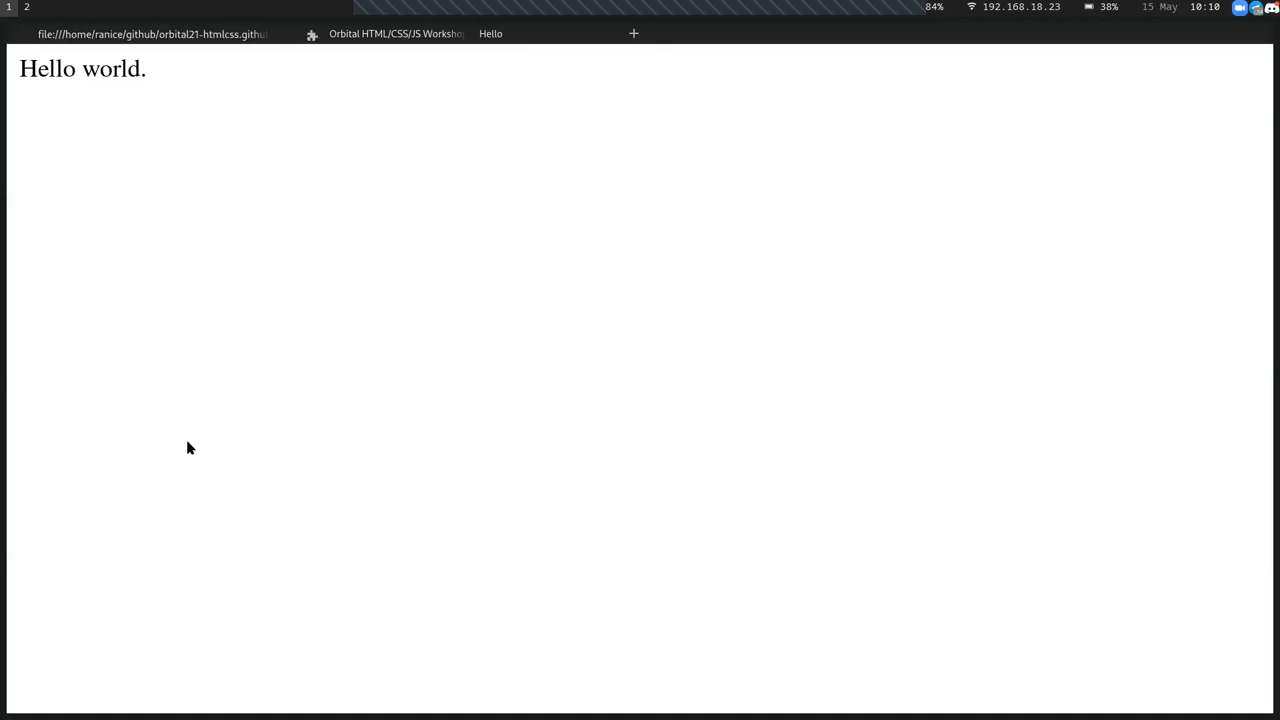 1 2 84% 192.168.18.23 38% 15 May 10:10
file:///home/ranice/github/orbital21-htmlcss.githu Orbital HTML/CSS/JS Worksho Hello +
Hello world.